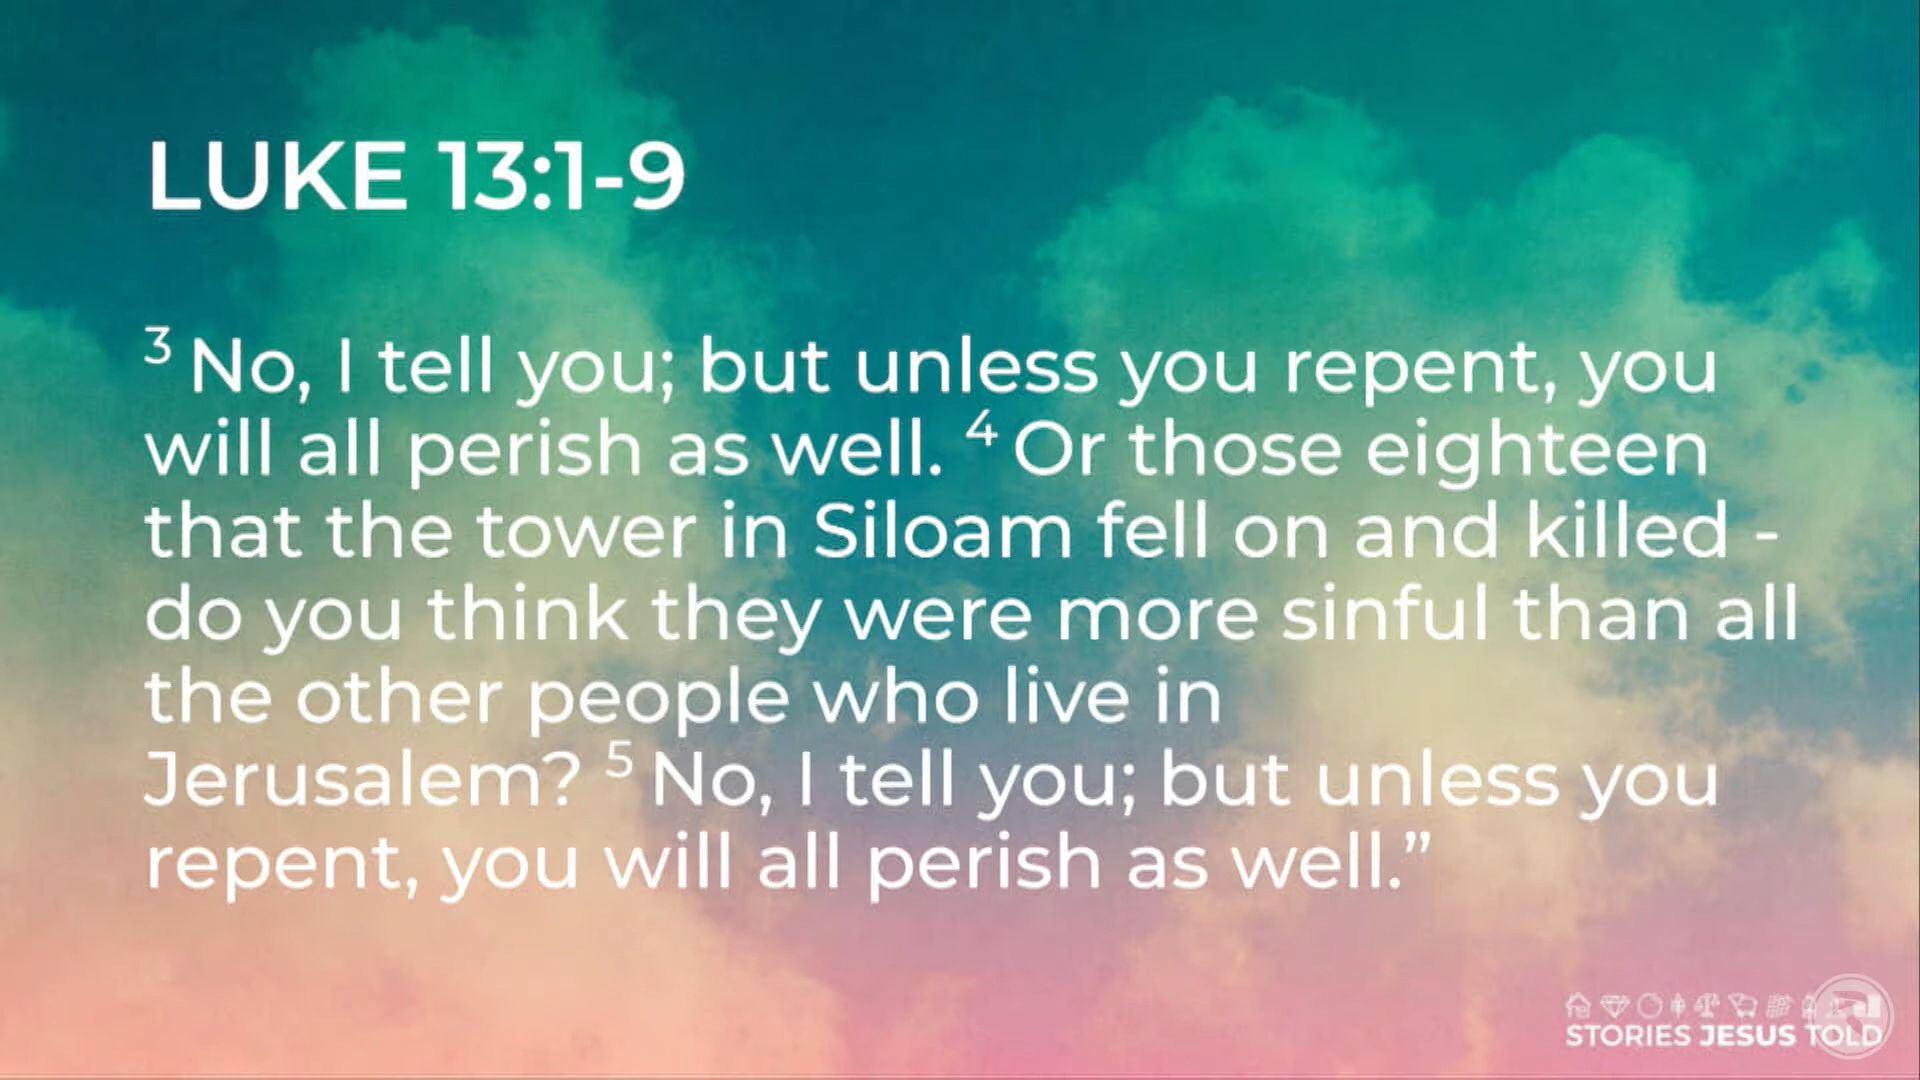 LUKE 13:1-9
3 No, I tell you; but unless you repent, you
will all perish as well. 4 Or those eighteen
that the tower in Siloam fell on and killed -
do you think they were more sinful than all
the other people who live in
Jerusalem? 5 No, I tell you; but unless you
repent, you will all perish as well.”
STORIES JESUS TOLD